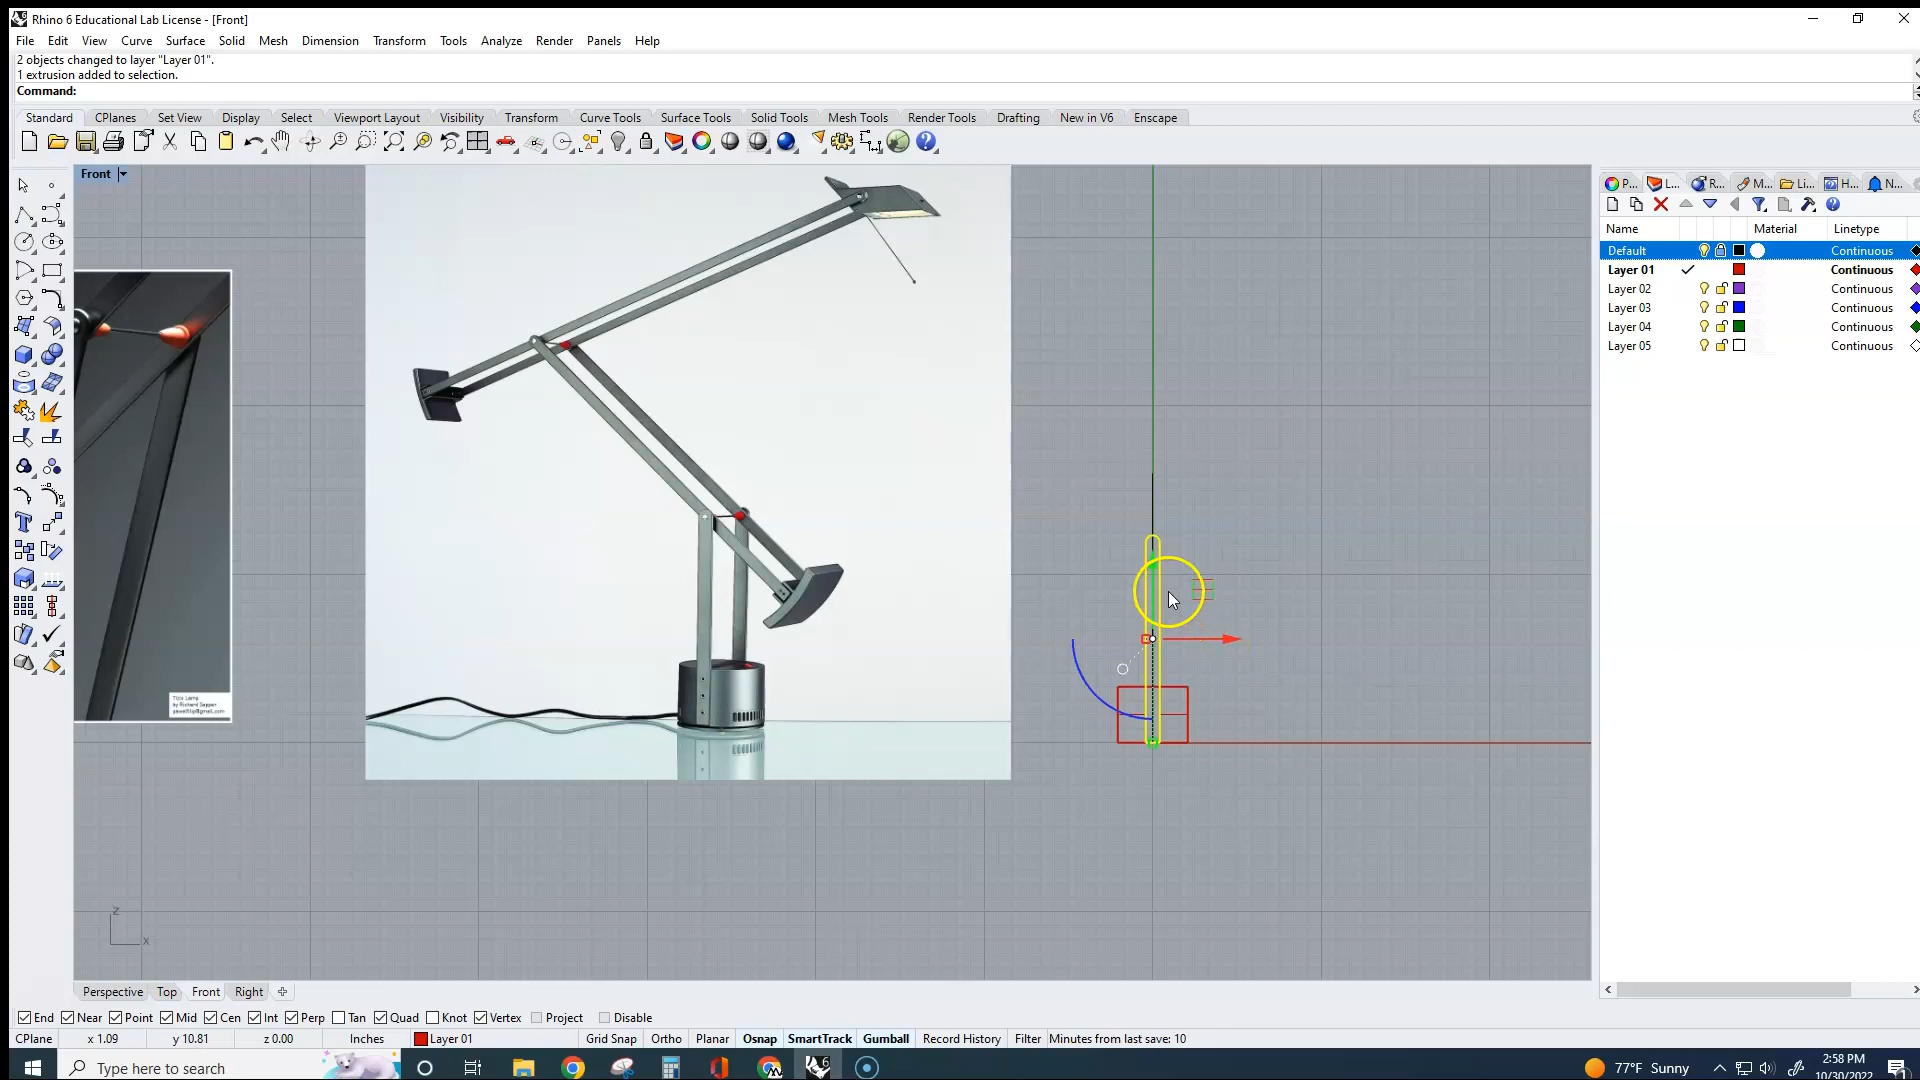 Rhino 6 Educational Lab License - [Front]
File Edit View Curve Surface Solid Mesh Dimension Transform Tools Analyze Render Panels Help
2 objects changed to layer "Layer 01".
1 extrusion added to selection.
Command:
Standard CPlanes Set View Display Select Viewport Layout Visibility Transform Curve Tools Surface Tools Solid Tools Mesh Tools Render Tools Drafting New in V6 Enscape
Front
P... L... R... M... Li... H... N...
Name Material Linetype
Default Continuous
Layer 01 Continuous
Layer 02 Continuous
Layer 03 Continuous
Layer 04 Continuous
Layer 05 Continuous
Tizio Lamp
by Richard Sapper
z
x
Perspective Top Front Right
End Near Point Mid Cen Int Perp Tan Quad Knot Vertex Project Disable
CPlane x 1.09 y 10.81 z 0.00 Inches Layer 01 Grid Snap Ortho Planar Osnap SmartTrack Gumball Record History Filter Minutes from last save: 10
Type here to search
77°F Sunny
2:58 PM
10/30/2022